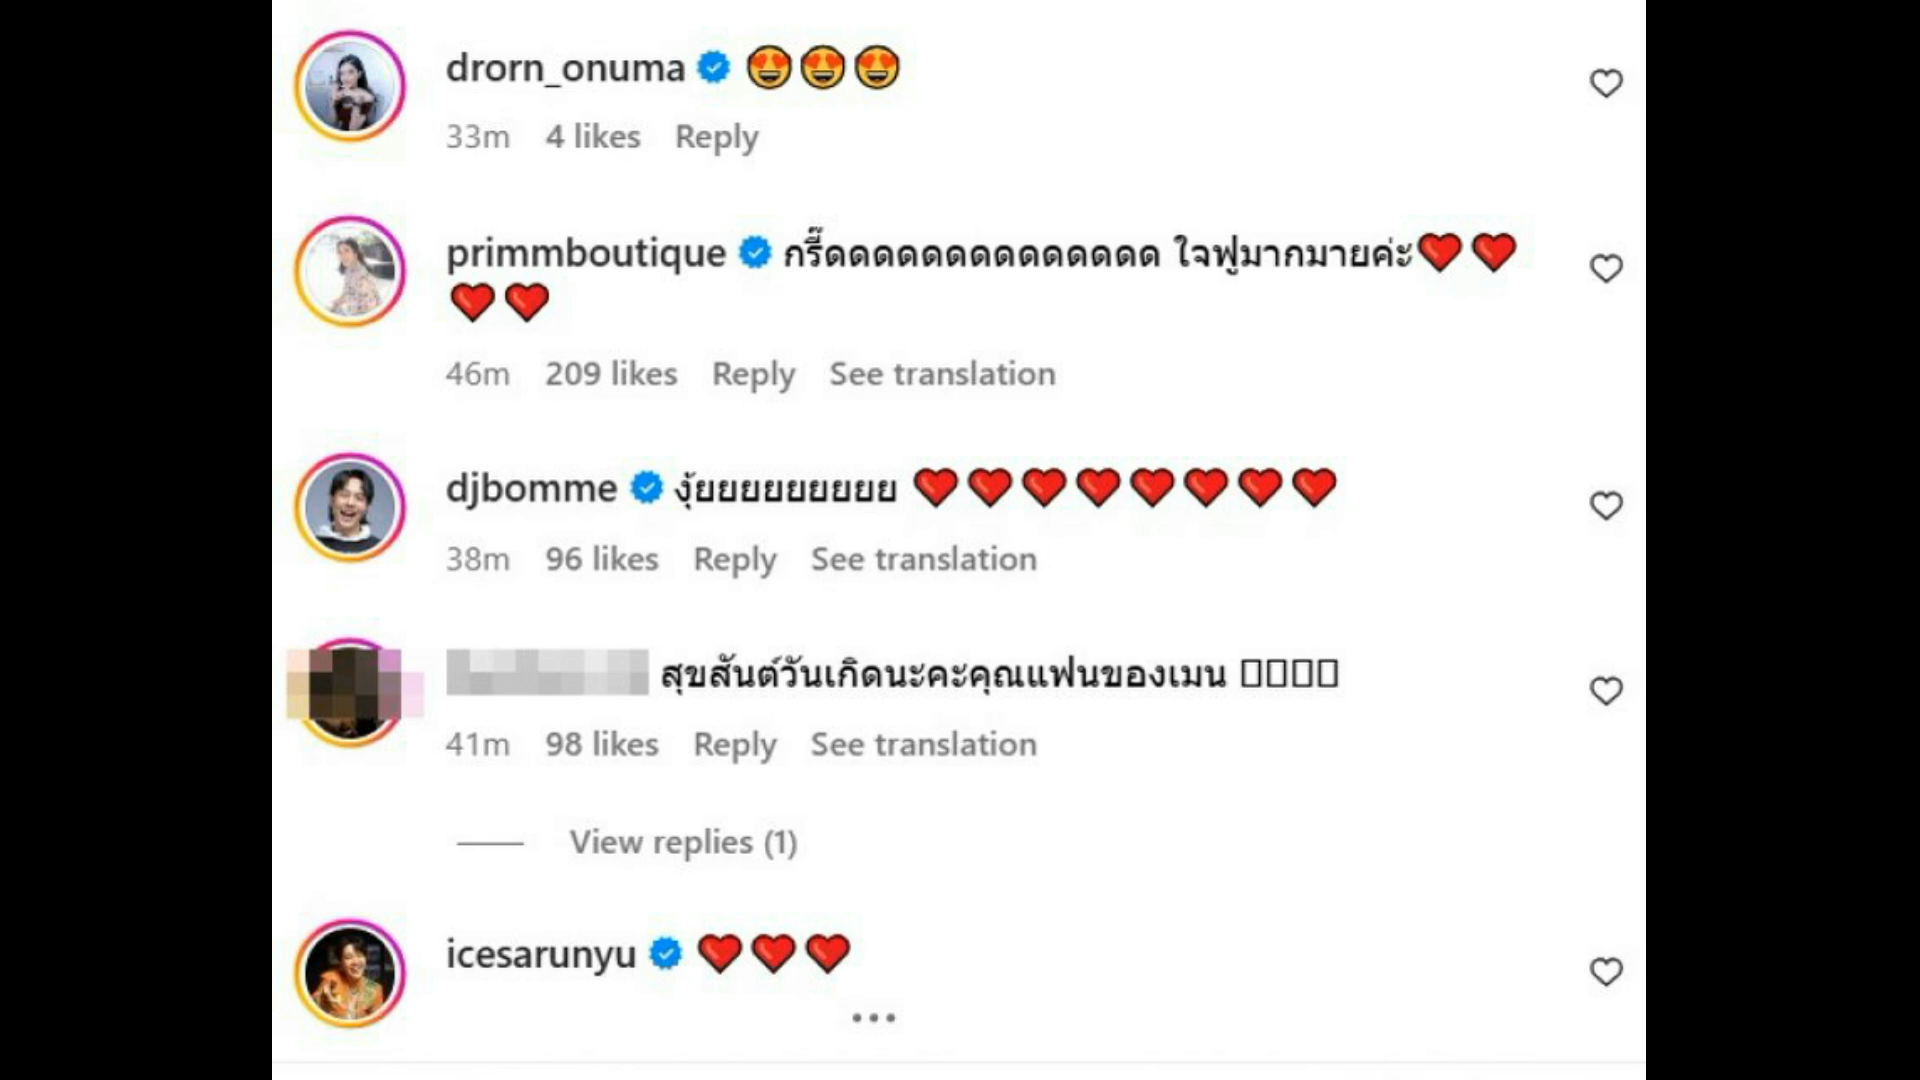 drorn_onuma 😍😍😍
33m 4 likes Reply
primmboutique กรี๊ดดดดดดดดดดดดดด ใจฟูมากมายค่ะ❤️❤️
❤️❤️
46m 209 likes Reply See translation
djbomme งุ้ยยยยยยยยย ❤️❤️❤️❤️❤️❤️❤️❤️
38m 96 likes Reply See translation
สุขสันต์วันเกิดนะคะคุณแฟนของเมน
41m 98 likes Reply See translation
View replies (1)
icesarunyu ❤️❤️❤️